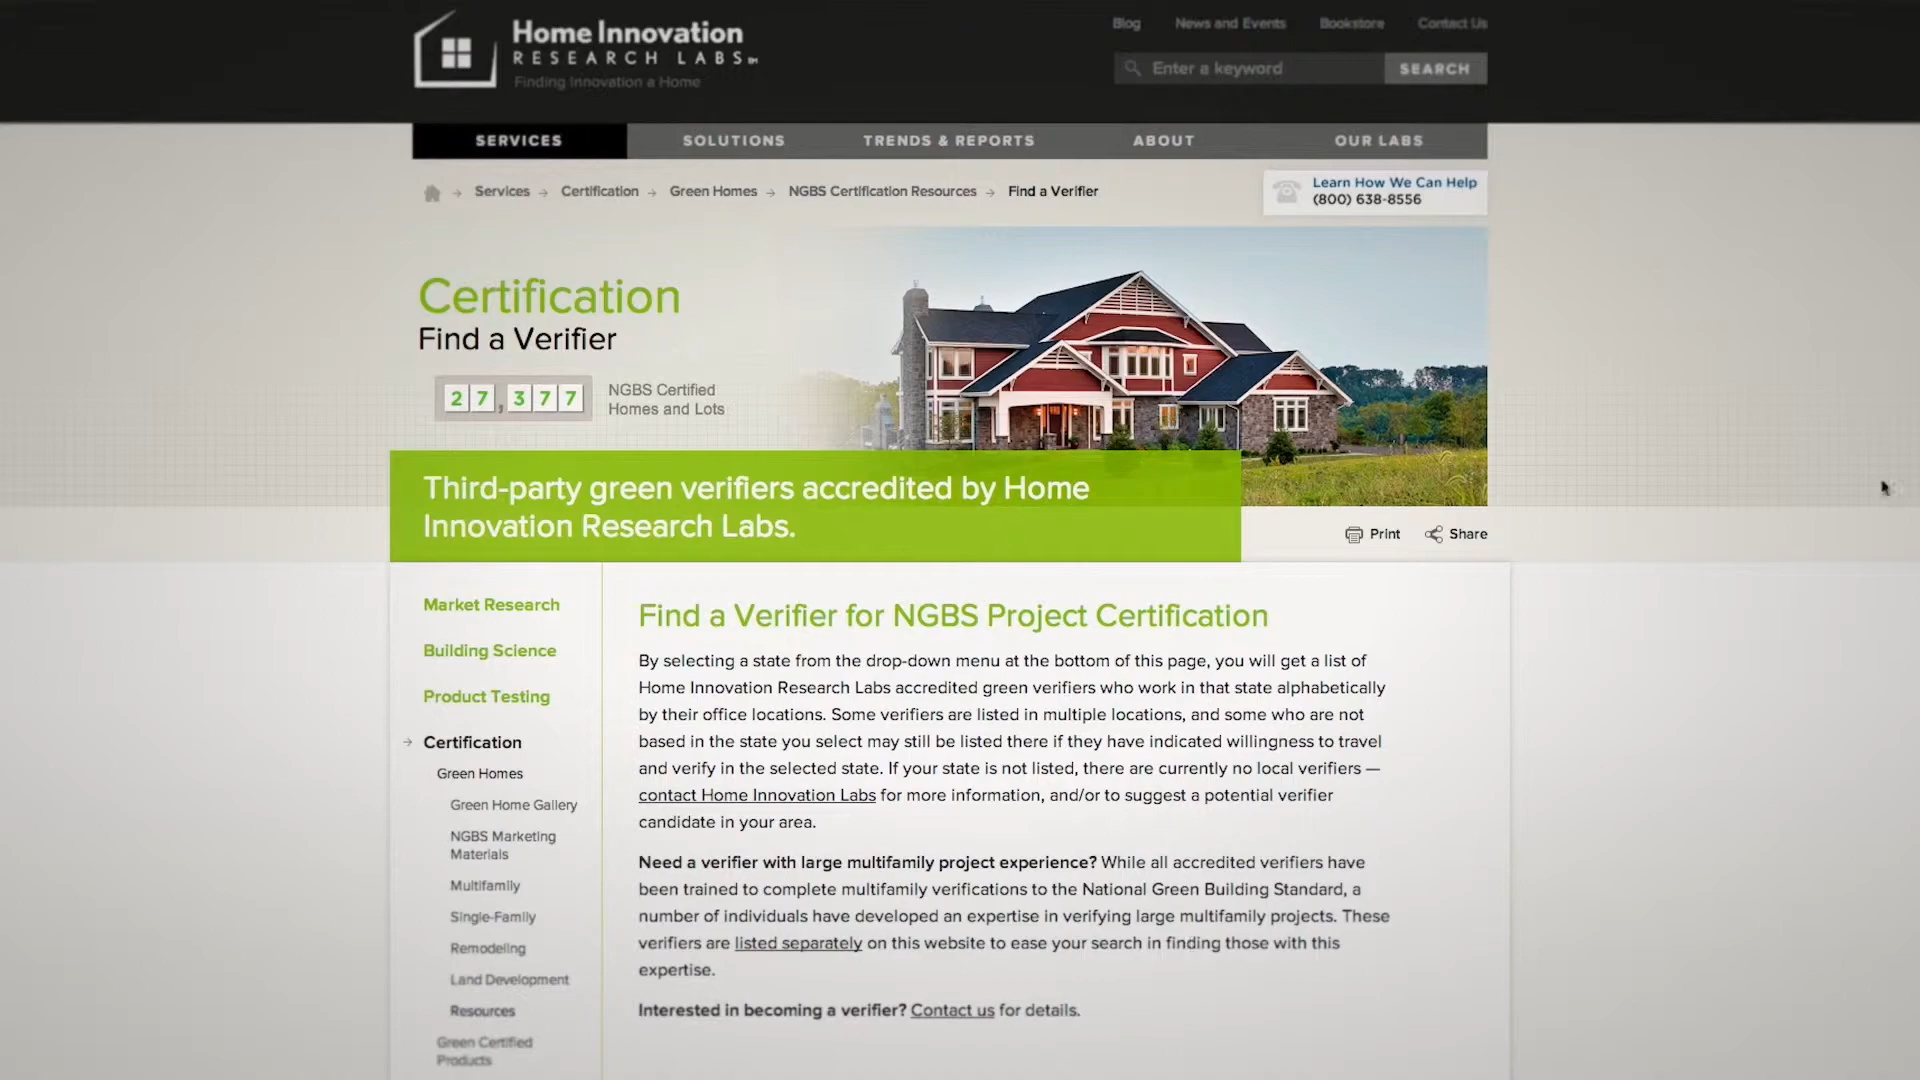 Home Innovation
RESEARCH LABS
Finding Innovation a Home
Blog
News and Events
Bookstore
Contact Us
Enter a keyword
SEARCH
SERVICES
SOLUTIONS
TRENDS & REPORTS
ABOUT
OUR LABS
Services → Certification → Green Homes → NGBS Certification Resources → Find a Verifier
Learn How We Can Help
(800) 638-8556
Certification
Find a Verifier
27,377
NGBS Certified
Homes and Lots
Third-party green verifiers accredited by Home
Innovation Research Labs.
Print
Share
Market Research
Building Science
Product Testing
→ Certification
Green Homes
Green Home Gallery
NGBS Marketing
Materials
Multifamily
Single-Family
Remodeling
Land Development
Resources
Green Certified
Products
Find a Verifier for NGBS Project Certification
By selecting a state from the drop-down menu at the bottom of this page, you will get a list of
Home Innovation Research Labs accredited green verifiers who work in that state alphabetically
by their office locations. Some verifiers are listed in multiple locations, and some who are not
based in the state you select may still be listed there if they have indicated willingness to travel
and verify in the selected state. If your state is not listed, there are currently no local verifiers —
contact Home Innovation Labs for more information, and/or to suggest a potential verifier
candidate in your area.
Need a verifier with large multifamily project experience? While all accredited verifiers have
been trained to complete multifamily verifications to the National Green Building Standard, a
number of individuals have developed an expertise in verifying large multifamily projects. These
verifiers are listed separately on this website to ease your search in finding those with this
expertise.
Interested in becoming a verifier? Contact us for details.